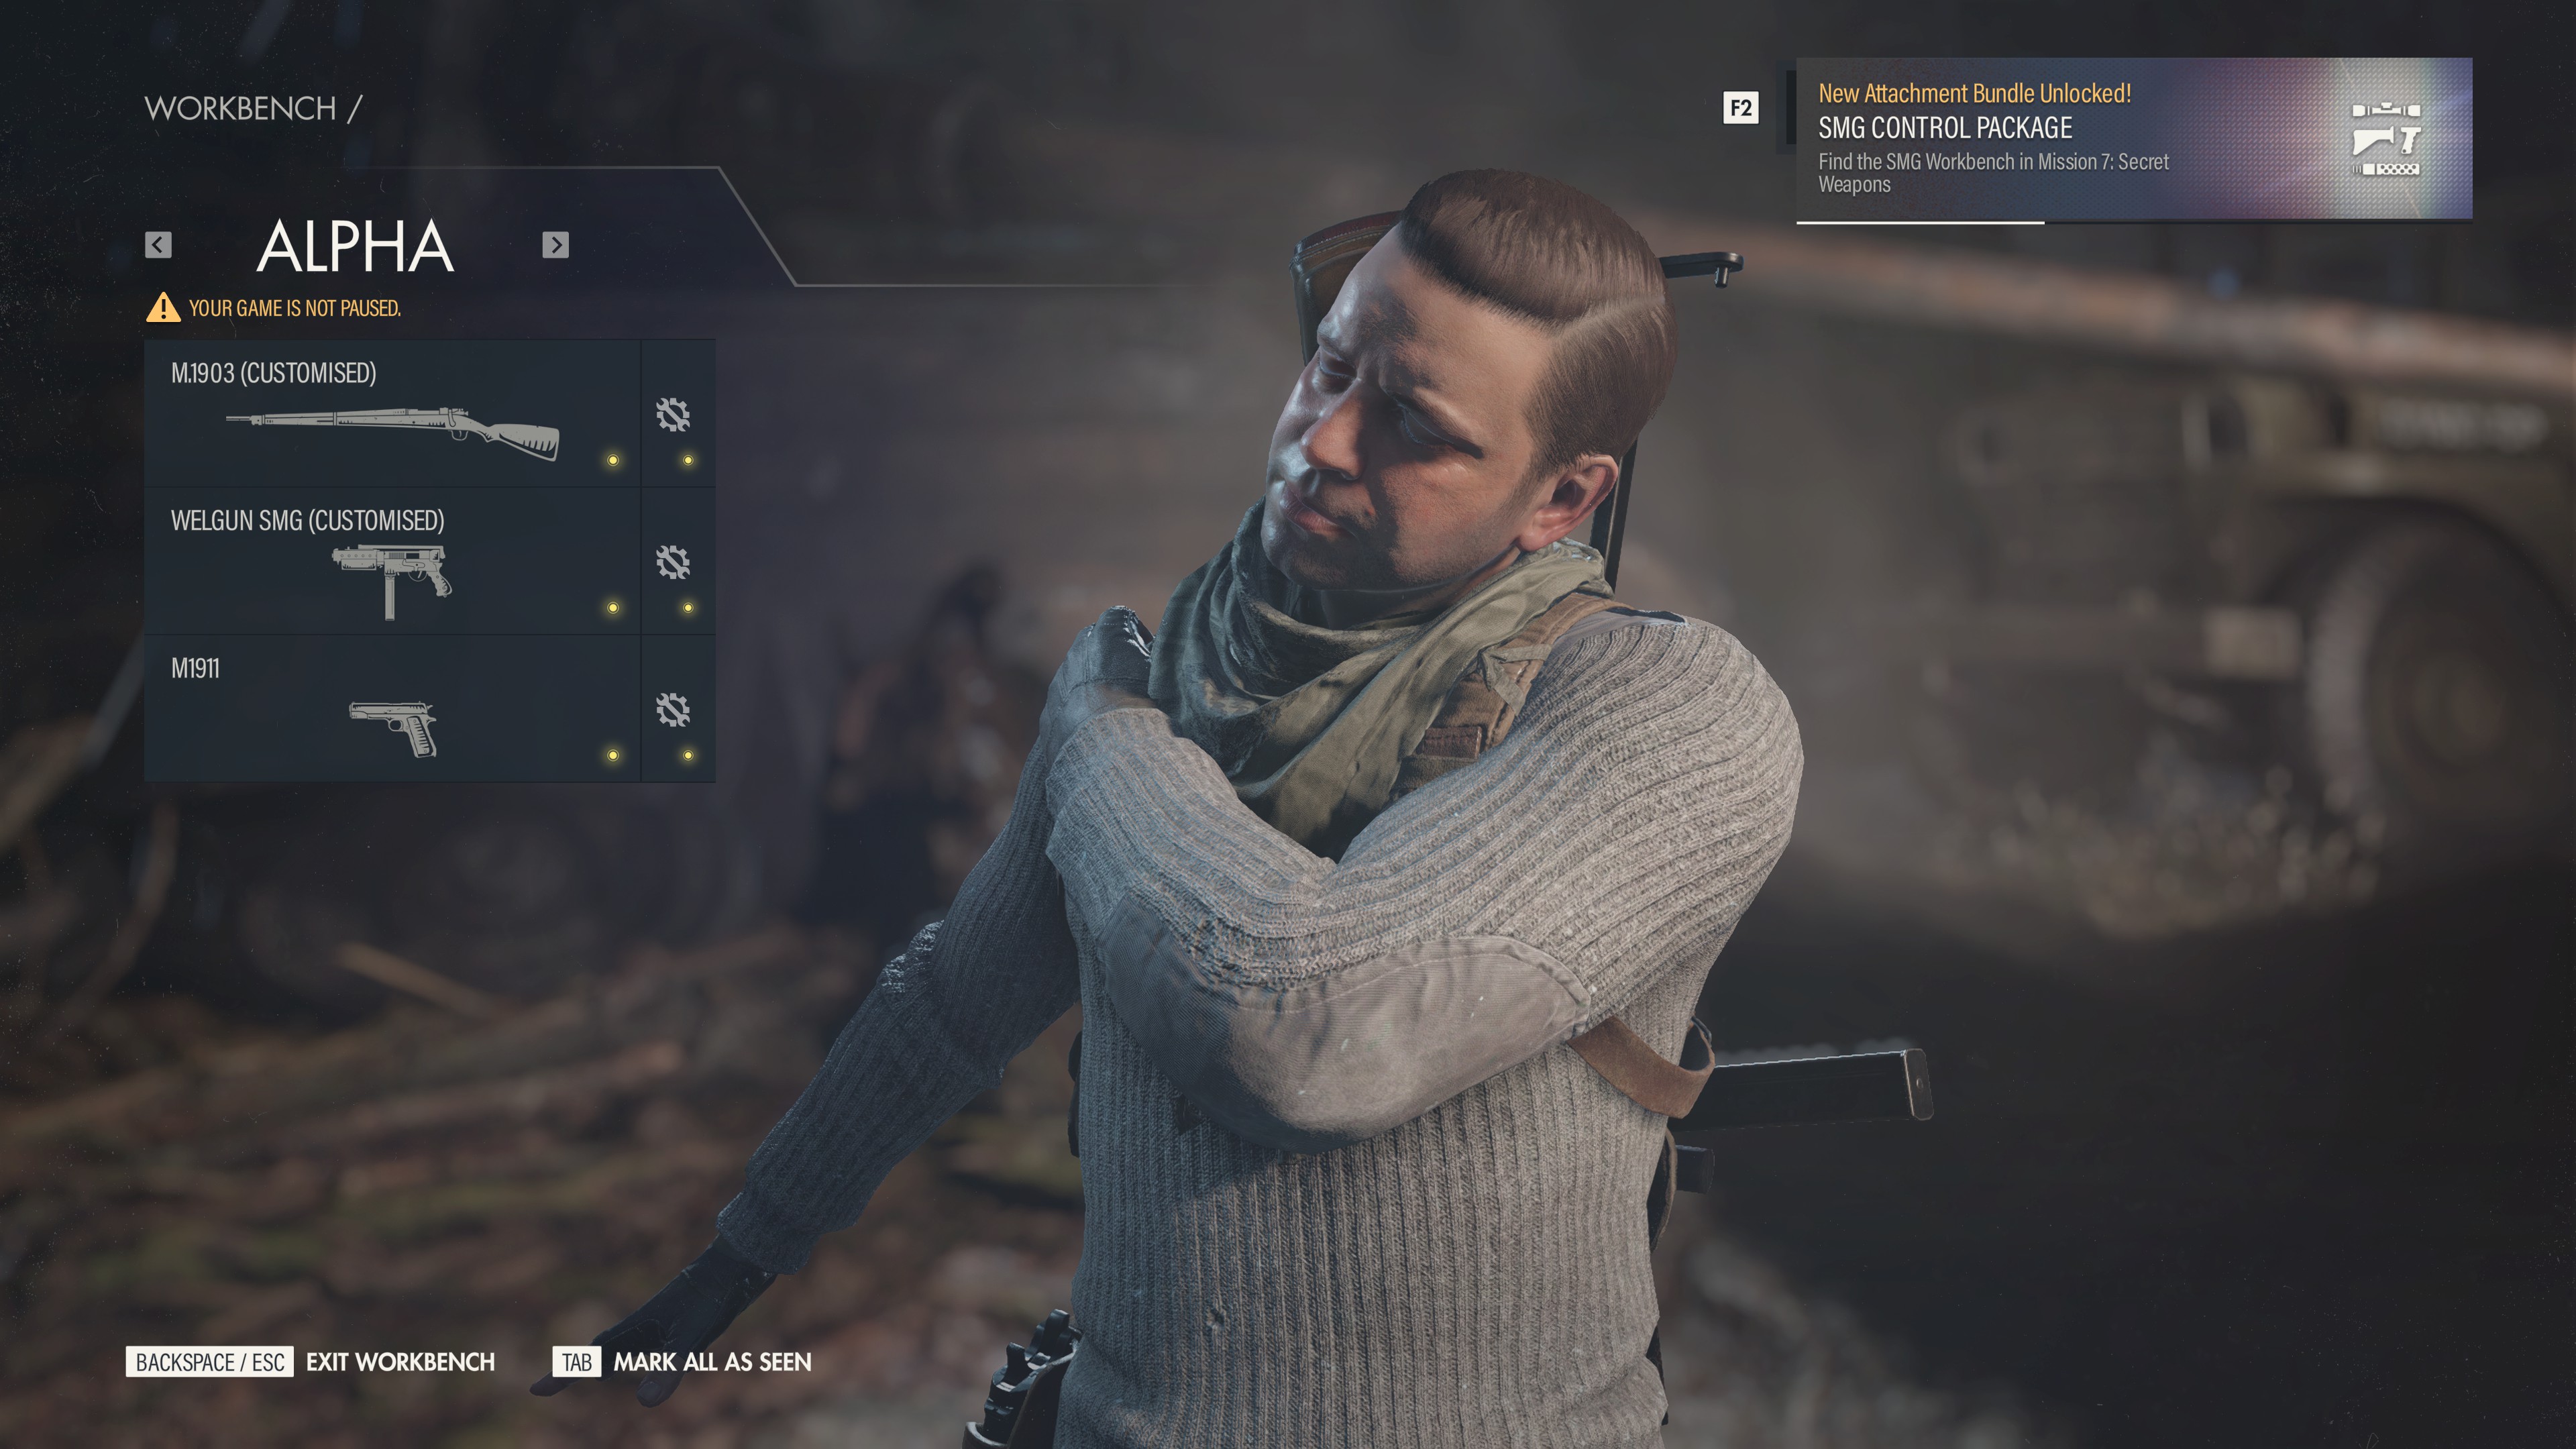 WORKBENCH /
F2
New Attachment Bundle Unlocked!
SMG CONTROL PACKAGE
Find the SMG Workbench in Mission 7: Secret
Weapons
ALPHA
YOUR GAME IS NOT PAUSED.
M.1903 (CUSTOMISED)
WELGUN SMG (CUSTOMISED)
M1911
BACKSPACE / ESC EXIT WORKBENCH TAB MARK ALL AS SEEN